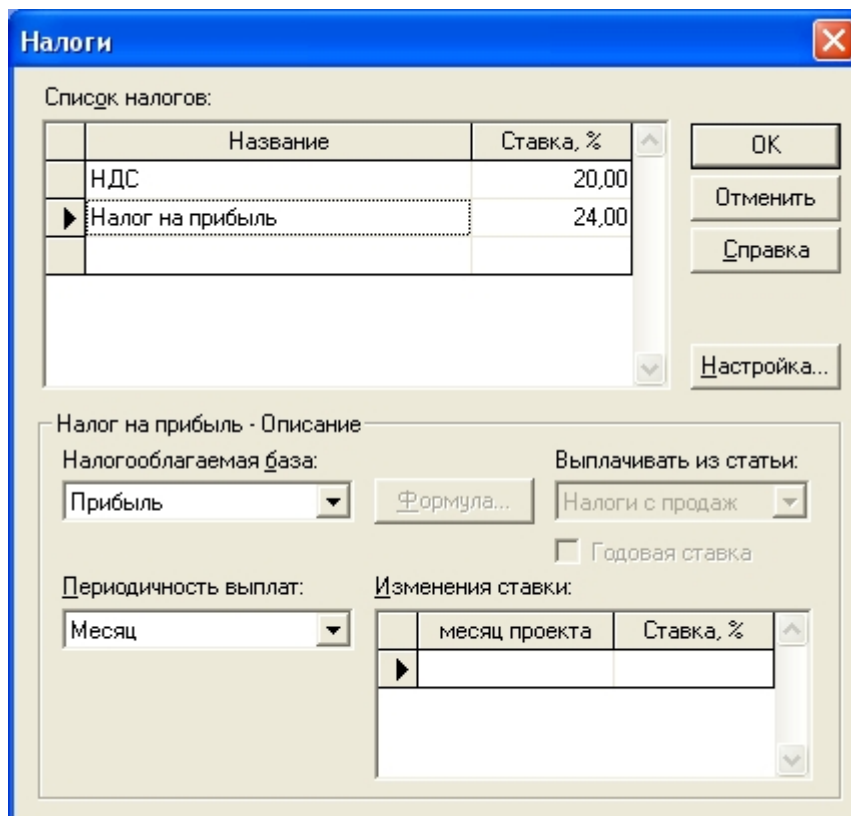 Налоги
Список налогов:
Название Ставка, %
НДС 20,00
Налог на прибыль 24,00
OK
Отменить
Справка
Настройка...
Налог на прибыль - Описание
Налогооблагаемая база: Выплачивать из статьи:
Прибыль Формула... Налоги с продаж
Годовая ставка
Периодичность выплат: Изменения ставки:
Месяц месяц проекта Ставка, %